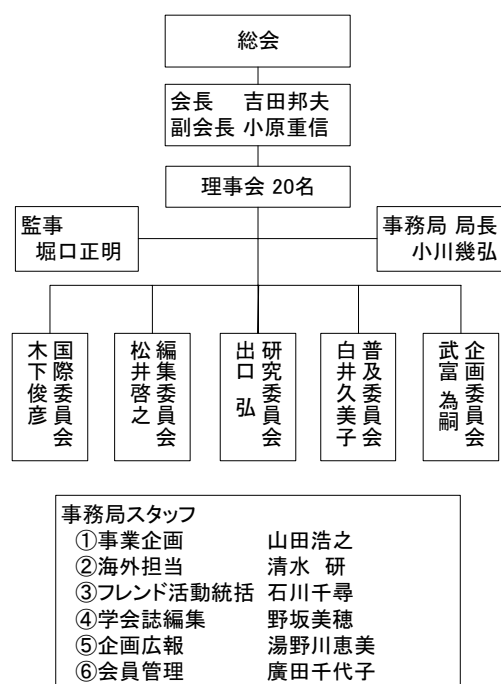 総会
会長 吉田邦夫
副会長 小原重信
理事会 20名
監事
堀口正明
事務局 局長
小川幾弘
国際委員会
木下俊彦
編集委員会
松井啓之
研究委員会
出口 弘
普及委員会
白井久美子
企画委員会
武富 為嗣
事務局スタッフ
①事業企画 山田浩之
②海外担当 清水 研
③フレンド活動統括 石川千尋
④学会誌編集 野坂美穂
⑤企画広報 湯野川恵美
⑥会員管理 廣田千代子